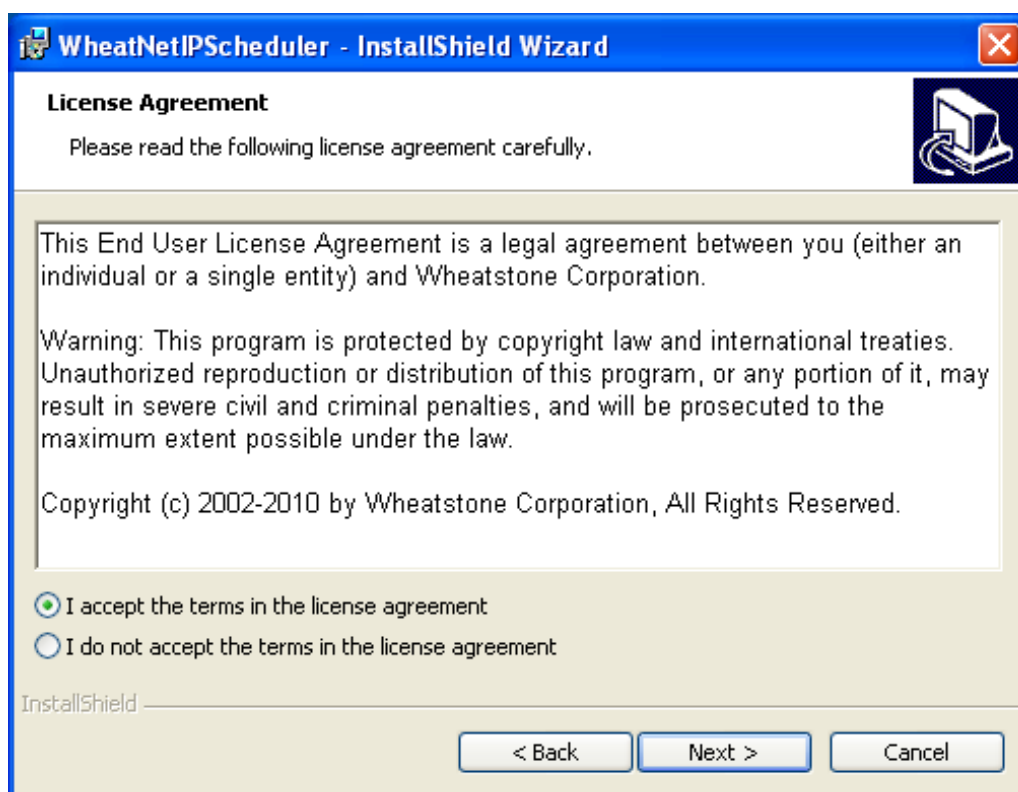 WheatNetIPScheduler - InstallShield Wizard
License Agreement
Please read the following license agreement carefully.
This End User License Agreement is a legal agreement between you (either an
individual or a single entity) and Wheatstone Corporation.
Warning: This program is protected by copyright law and international treaties.
Unauthorized reproduction or distribution of this program, or any portion of it, may
result in severe civil and criminal penalties, and will be prosecuted to the
maximum extent possible under the law.
Copyright (c) 2002-2010 by Wheatstone Corporation, All Rights Reserved.
I accept the terms in the license agreement
I do not accept the terms in the license agreement
InstallShield
< Back Next > Cancel